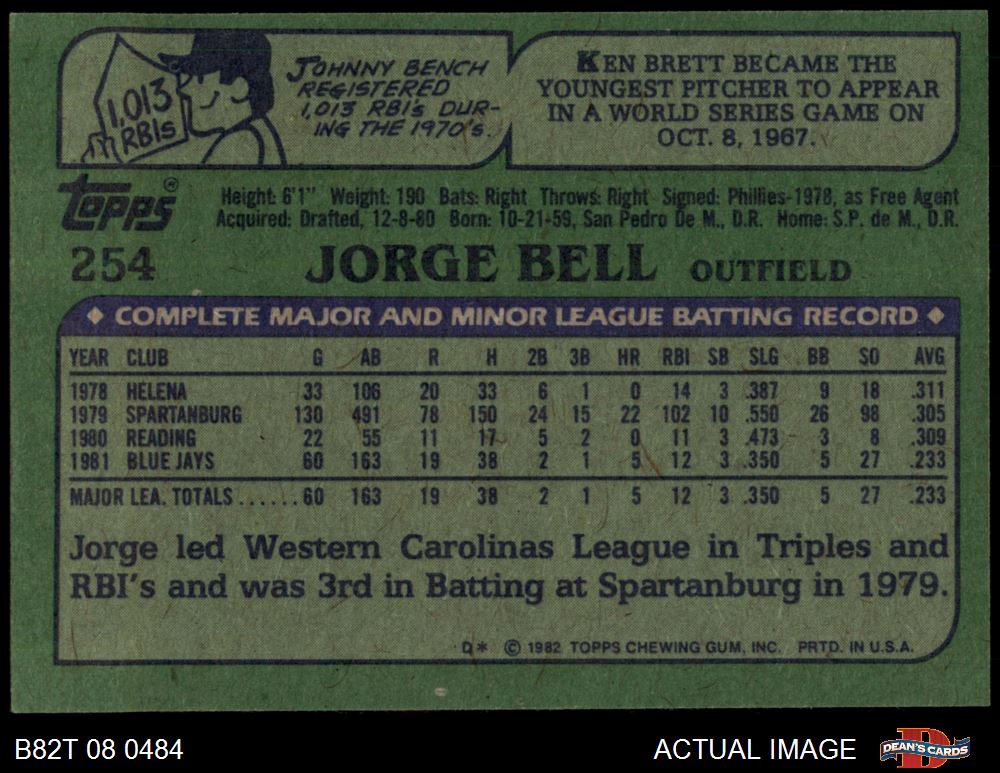 1,013
RBIs
JOHNNY BENCH
REGISTERED
1,013 RBI's DUR-
ING THE 1970's.
KEN BRETT BECAME THE
YOUNGEST PITCHER TO APPEAR
IN A WORLD SERIES GAME ON
OCT. 8, 1967.
topps®
Height: 6'1" Weight: 190 Bats: Right Throws: Right Signed: Phillies-1978, as Free Agent
Acquired: Drafted, 12-8-80 Born: 10-21-59, San Pedro De M., D.R. Home: S.P. de M., D.R.
254 JORGE BELL OUTFIELD
◆ COMPLETE MAJOR AND MINOR LEAGUE BATTING RECORD ◆
YEAR CLUB G AB R H 2B 3B HR RBI SB SLG BB SO AVG
1978 HELENA 33 106 20 33 6 1 0 14 3 .387 9 18 .311
1979 SPARTANBURG 130 491 78 150 24 15 22 102 10 .550 26 98 .305
1980 READING 22 55 11 17 5 2 0 11 3 .473 3 8 .309
1981 BLUE JAYS 60 163 19 38 2 1 5 12 3 .350 5 27 .233
MAJOR LEA. TOTALS ...... 60 163 19 38 2 1 5 12 3 .350 5 27 .233
Jorge led Western Carolinas League in Triples and
RBI's and was 3rd in Batting at Spartanburg in 1979.
D* © 1982 TOPPS CHEWING GUM, INC. PRTD. IN U.S.A.
B82T 08 0484
ACTUAL IMAGE
D
DEAN'S CARDS